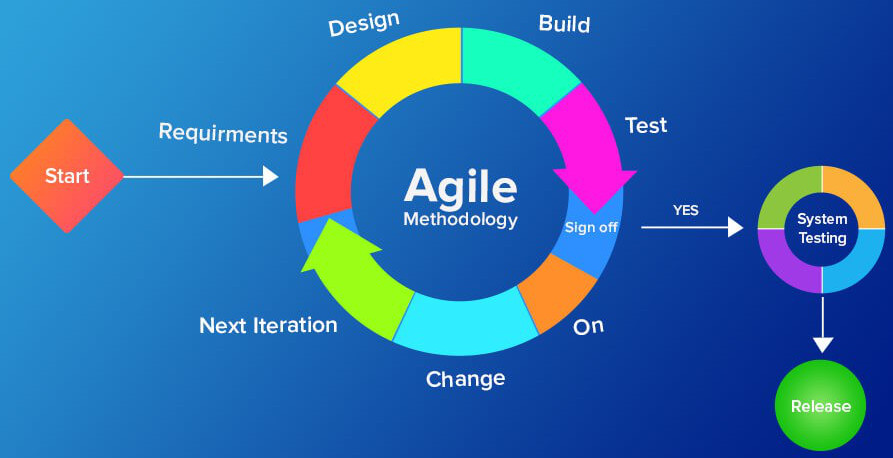 Design
Build
Requirments
Test
Start
Agile
Methodology
YES
Sign off
System
Testing
Next Iteration
On
Change
Release